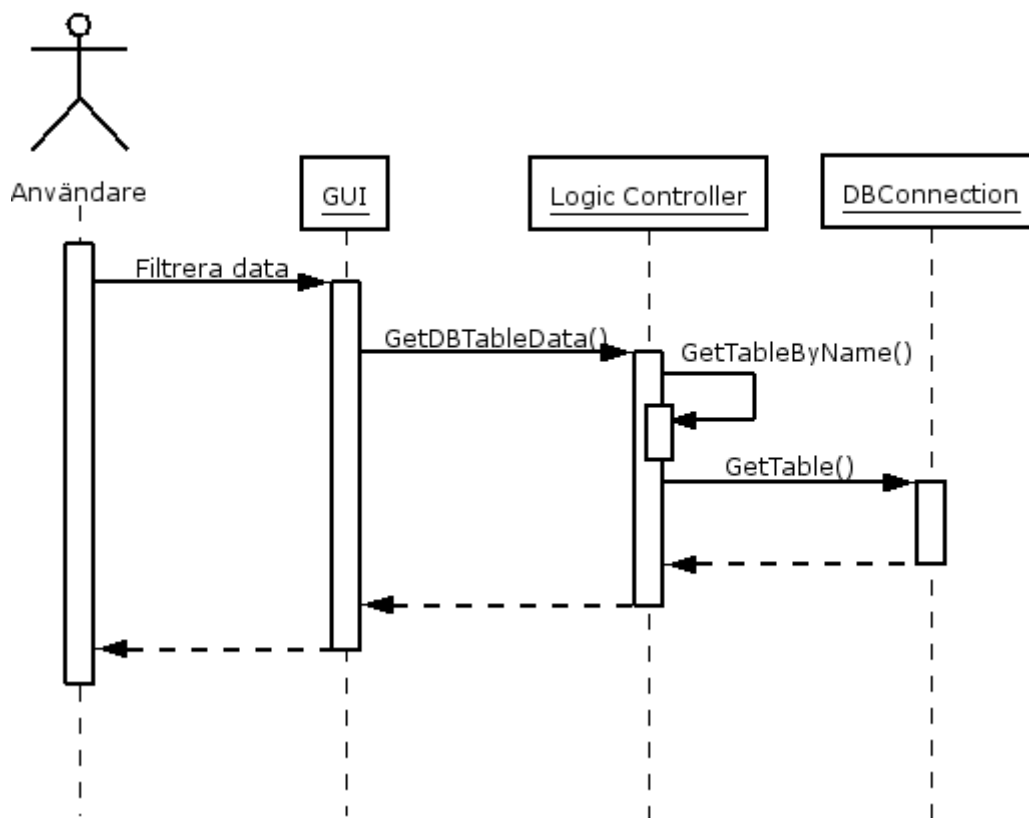 Användare
GUI
Logic Controller
DBConnection
Filtrera data
GetDBTableData()
GetTableByName()
GetTable()